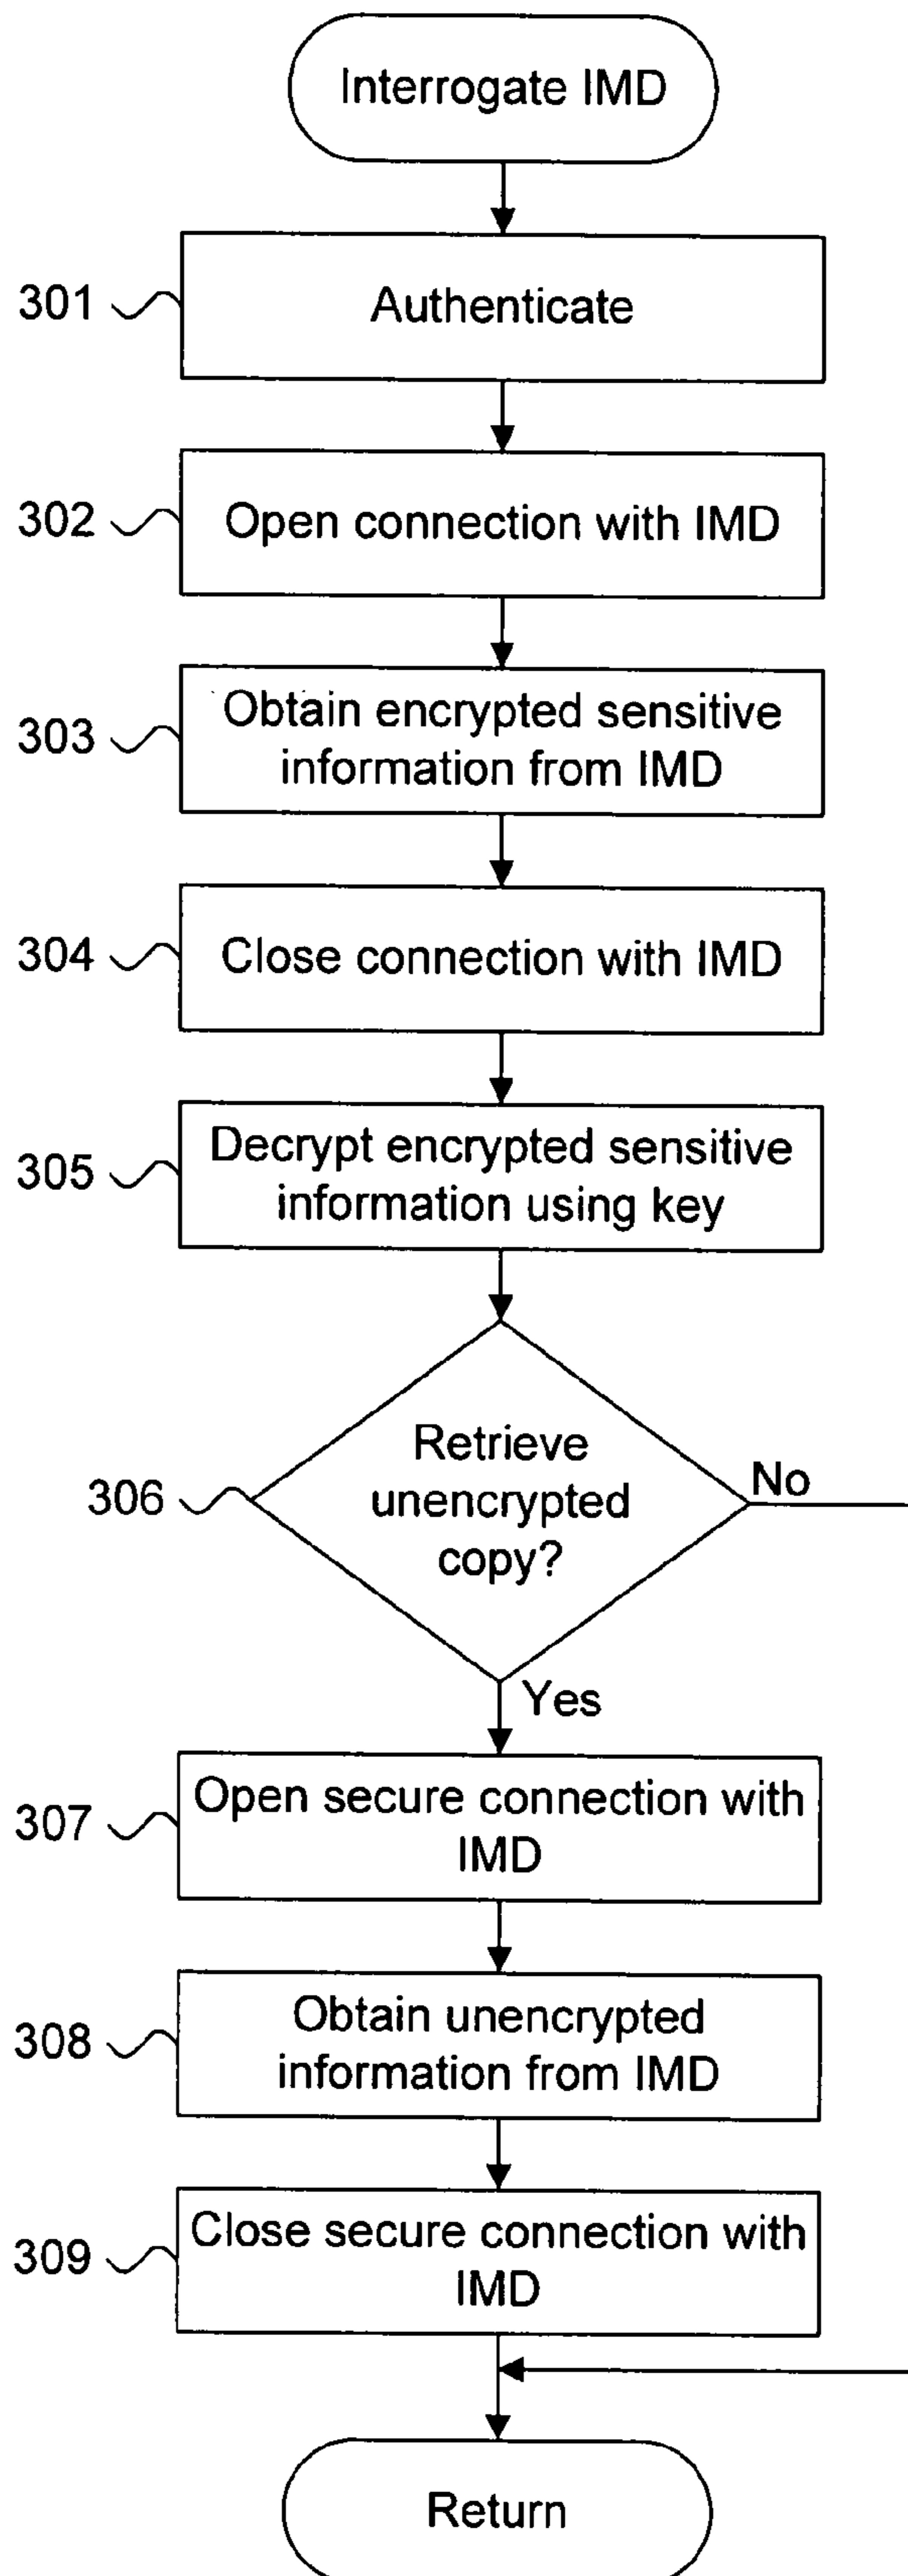 Interrogate IMD
301
Authenticate
302
Open connection with IMD
303
Obtain encrypted sensitive
information from IMD
304
Close connection with IMD
305
Decrypt encrypted sensitive
information using key
306
Retrieve
unencrypted
copy?
No
Yes
307
Open secure connection with
IMD
308
Obtain unencrypted
information from IMD
309
Close secure connection with
IMD
Return